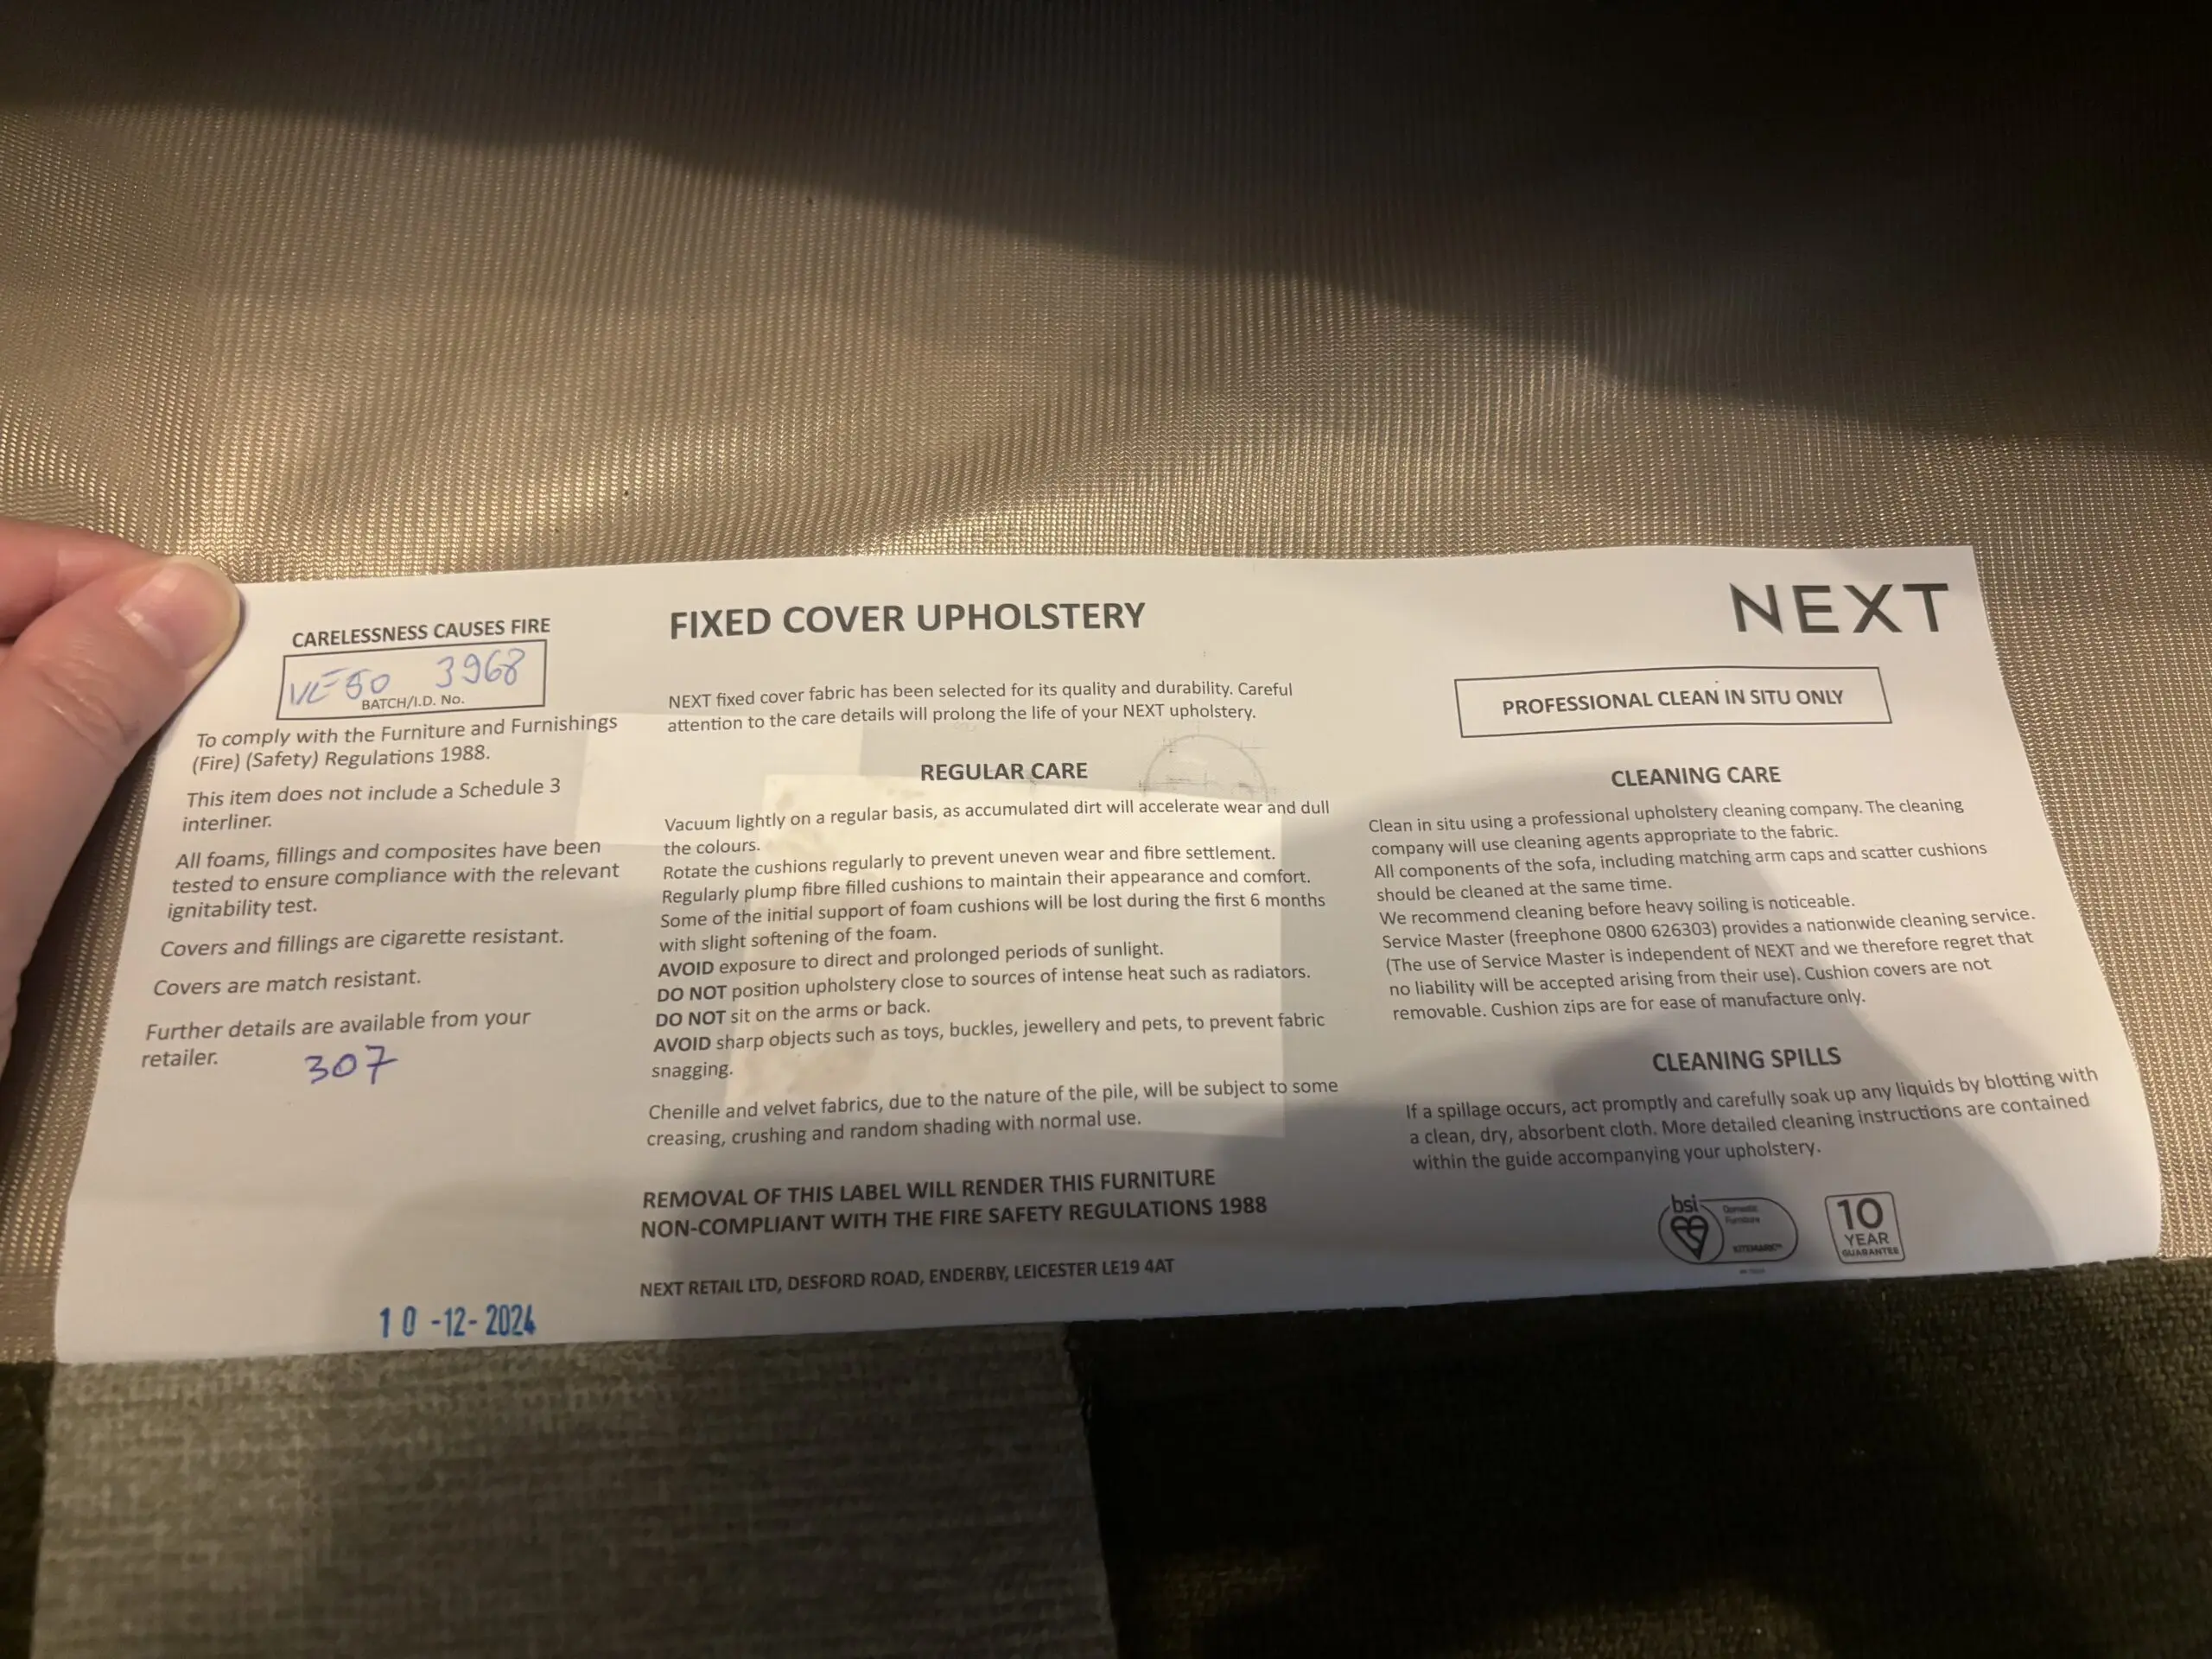 CARELESSNESS CAUSES FIRE
3968
BATCH/I.D. No.
To comply with the Furniture and Furnishings
(Fire) (Safety) Regulations 1988.
This item does not include a Schedule 3
interliner.
All foams, fillings and composites have been
tested to ensure compliance with the relevant
ignitability test.
Covers and fillings are cigarette resistant.
Covers are match resistant.
Further details are available from your
retailer.
307
10-12-2024
FIXED COVER UPHOLSTERY
NEXT fixed cover fabric has been selected for its quality and durability. Careful
attention to the care details will prolong the life of your NEXT upholstery.
REGULAR CARE
Vacuum lightly on a regular basis, as accumulated dirt will accelerate wear and dull
the colours.
Rotate the cushions regularly to prevent uneven wear and fibre settlement.
Regularly plump fibre filled cushions to maintain their appearance and comfort.
Some of the initial support of foam cushions will be lost during the first 6 months
with slight softening of the foam.
AVOID exposure to direct and prolonged periods of sunlight.
DO NOT position upholstery close to sources of intense heat such as radiators.
DO NOT sit on the arms or back.
AVOID sharp objects such as toys, buckles, jewellery and pets, to prevent fabric
snagging.
Chenille and velvet fabrics, due to the nature of the pile, will be subject to some
creasing, crushing and random shading with normal use.
REMOVAL OF THIS LABEL WILL RENDER THIS FURNITURE
NON-COMPLIANT WITH THE FIRE SAFETY REGULATIONS 1988
NEXT RETAIL LTD, DESFORD ROAD, ENDERBY, LEICESTER LE19 4AT
NEXT
PROFESSIONAL CLEAN IN SITU ONLY
CLEANING CARE
Clean in situ using a professional upholstery cleaning company. The cleaning
company will use cleaning agents appropriate to the fabric.
All components of the sofa, including matching arm caps and scatter cushions
should be cleaned at the same time.
We recommend cleaning before heavy soiling is noticeable.
Service Master (freephone 0800 626303) provides a nationwide cleaning service.
(The use of Service Master is independent of NEXT and we therefore regret that
no liability will be accepted arising from their use). Cushion covers are not
removable. Cushion zips are for ease of manufacture only.
CLEANING SPILLS
If a spillage occurs, act promptly and carefully soak up any liquids by blotting with
a clean, dry, absorbent cloth. More detailed cleaning instructions are contained
within the guide accompanying your upholstery.
bsi
Domestic
Furniture
KITEMARK™
10
YEAR
GUARANTEE